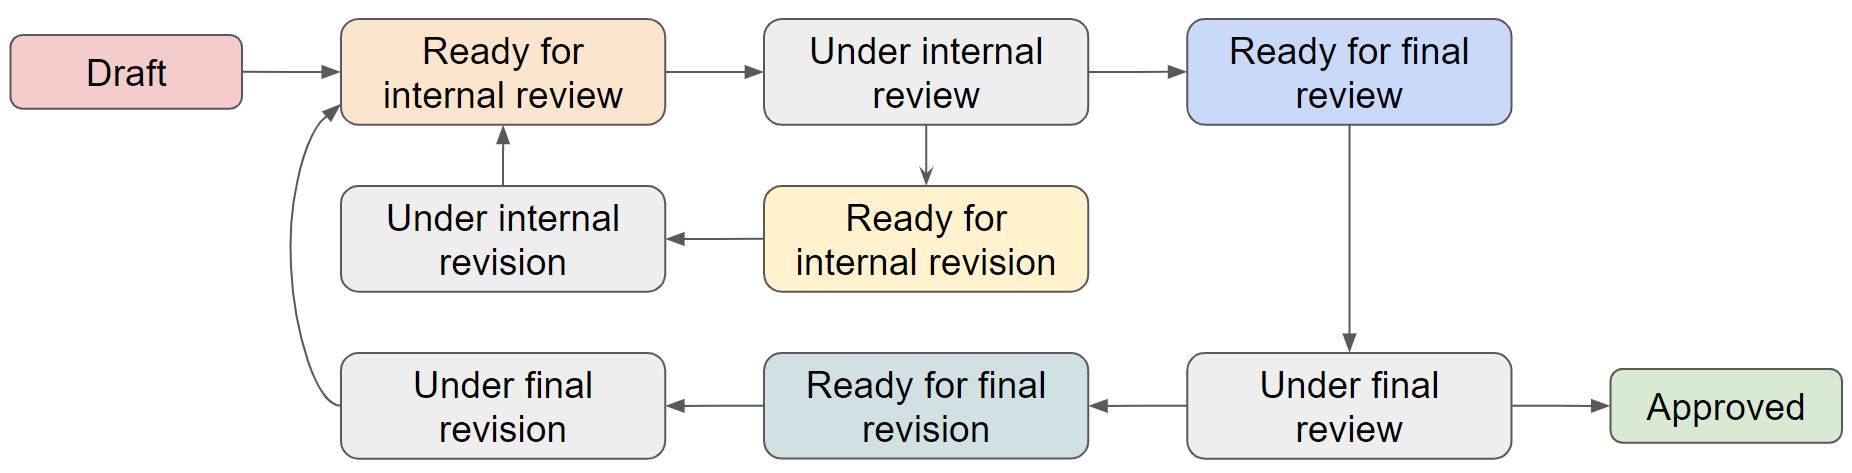 Draft
Ready for
internal review
Under internal
review
Ready for final
review
Under internal
revision
Ready for
internal revision
Under final
revision
Ready for final
revision
Under final
review
Approved